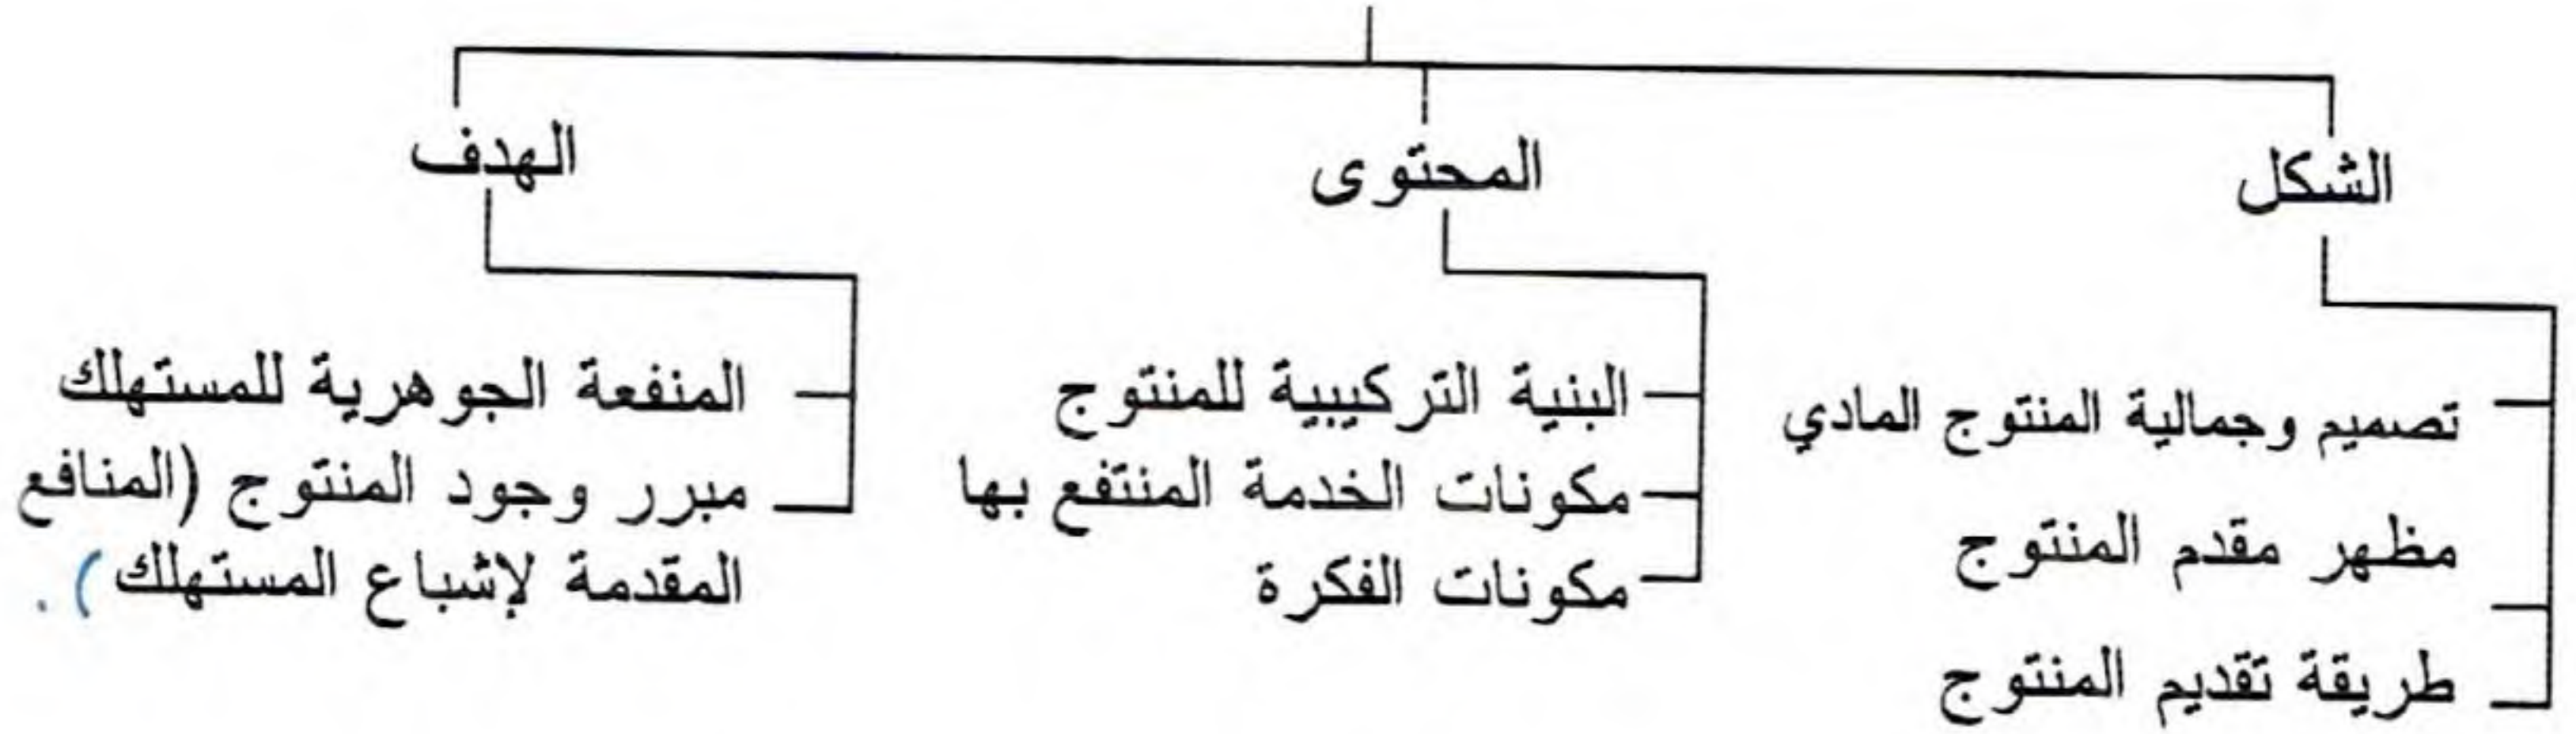 الشكل
تصميم وجمالية المنتوج المادي
مظهر مقدم المنتوج
طريقة تقديم المنتوج
المحتوى
البنية التركيبية للمنتوج
مكونات الخدمة المنتفع بها
مكونات الفكرة
الهدف
المنفعة الجوهرية للمستهلك
مبرر وجود المنتوج (المنافع
المقدمة لإشباع المستهلك).